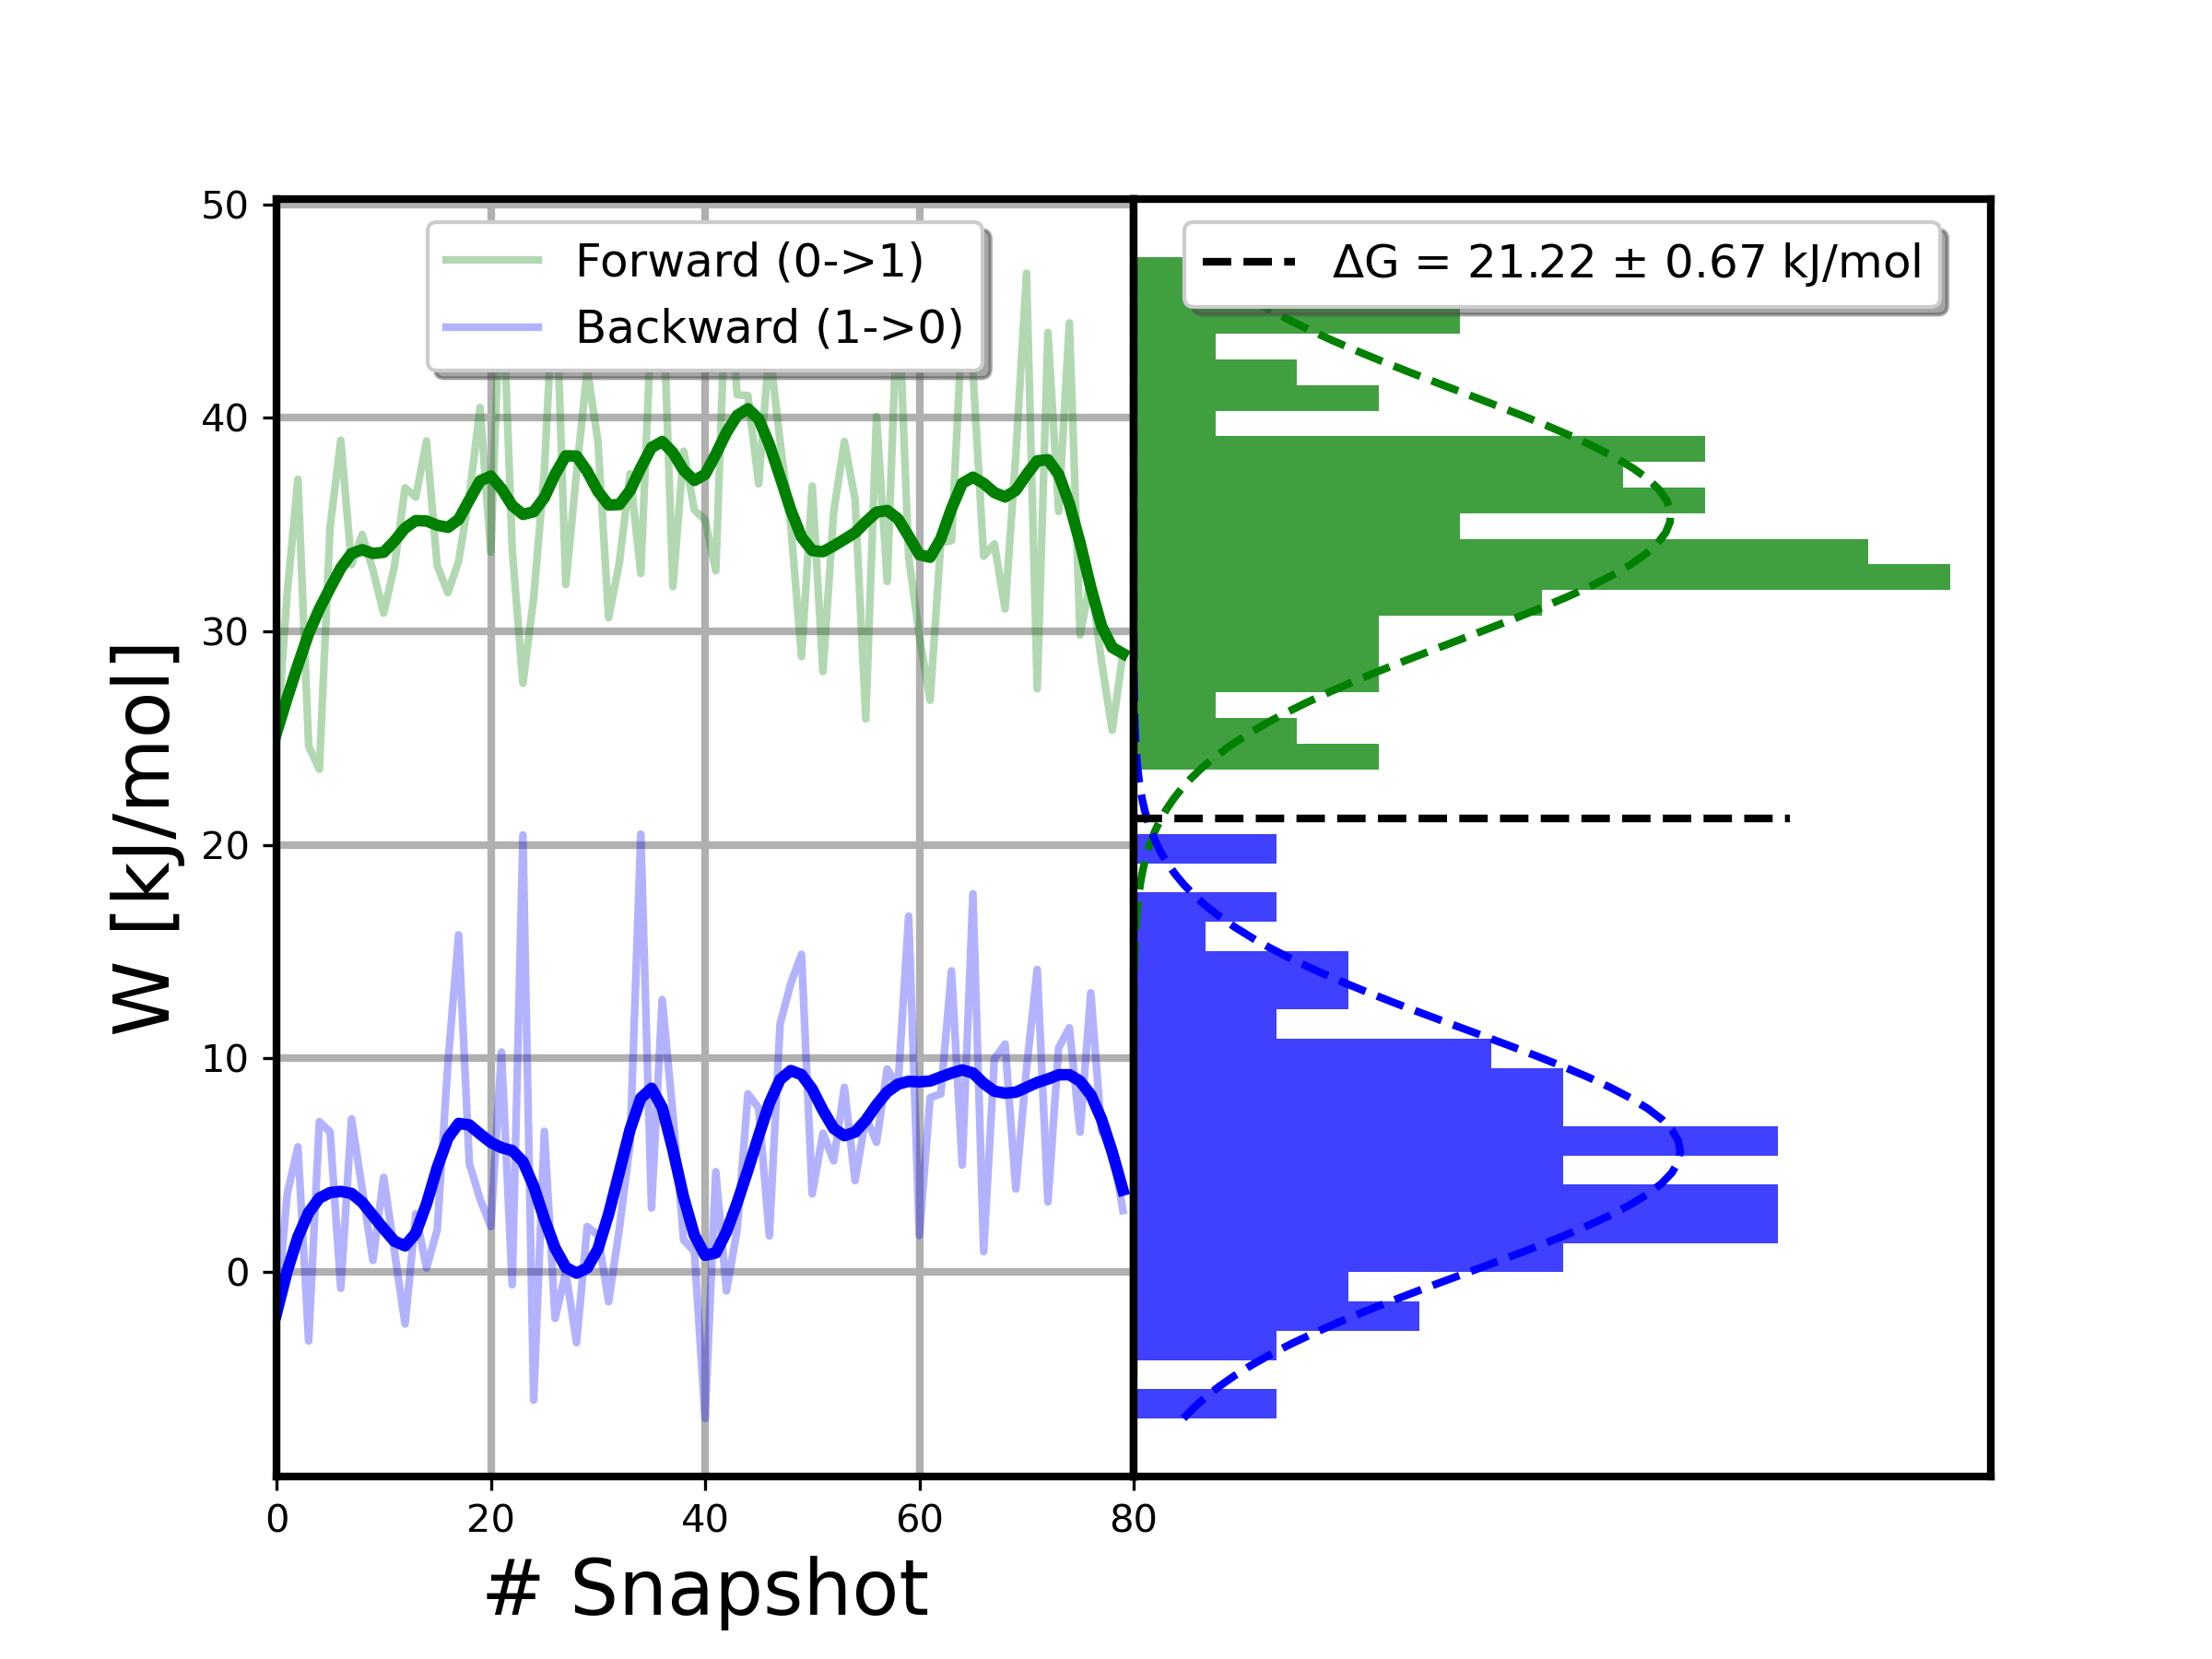 Forward (0->1)
Backward (1->0)
ΔG = 21.22 ± 0.67 kJ/mol
W [kJ/mol]
50
40
30
20
10
0
0 20 40 60 80
# Snapshot